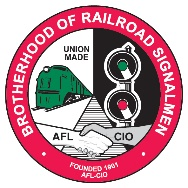 BROTHERHOOD OF RAILROAD SIGNALMEN
UNION
MADE
AFL CIO
FOUNDED 1901
AFL-CIO